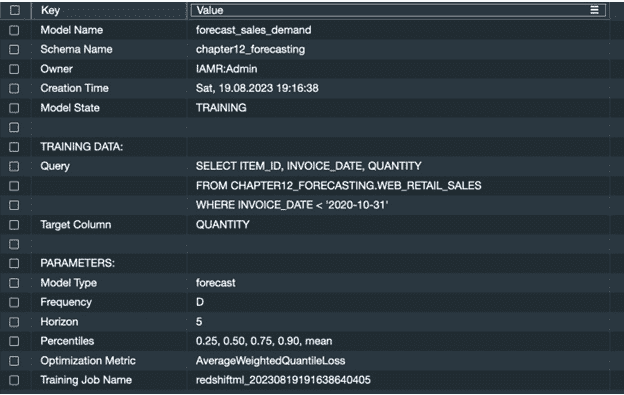 Key Value
Model Name forecast_sales_demand
Schema Name chapter12_forecasting
Owner IAMR:Admin
Creation Time Sat, 19.08.2023 19:16:38
Model State TRAINING
TRAINING DATA:
Query SELECT ITEM_ID, INVOICE_DATE, QUANTITY
FROM CHAPTER12_FORECASTING.WEB_RETAIL_SALES
WHERE INVOICE_DATE < '2020-10-31'
Target Column QUANTITY
PARAMETERS:
Model Type forecast
Frequency D
Horizon 5
Percentiles 0.25, 0.50, 0.75, 0.90, mean
Optimization Metric AverageWeightedQuantileLoss
Training Job Name redshiftml_20230819191638640405